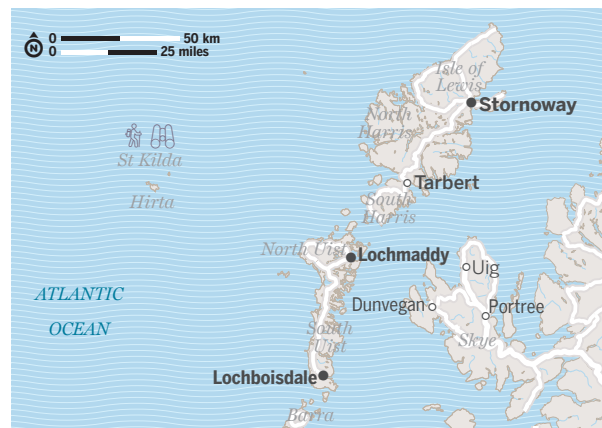 0 50 km
N
0 25 miles
Isle of
Lewis
Stornoway
North
Harris
St Kilda
Tarbert
Hirta
South
Harris
North Uist
Lochmaddy
Uig
ATLANTIC
OCEAN
Dunvegan
Portree
South
Uist
Skye
Lochboisdale
Barra